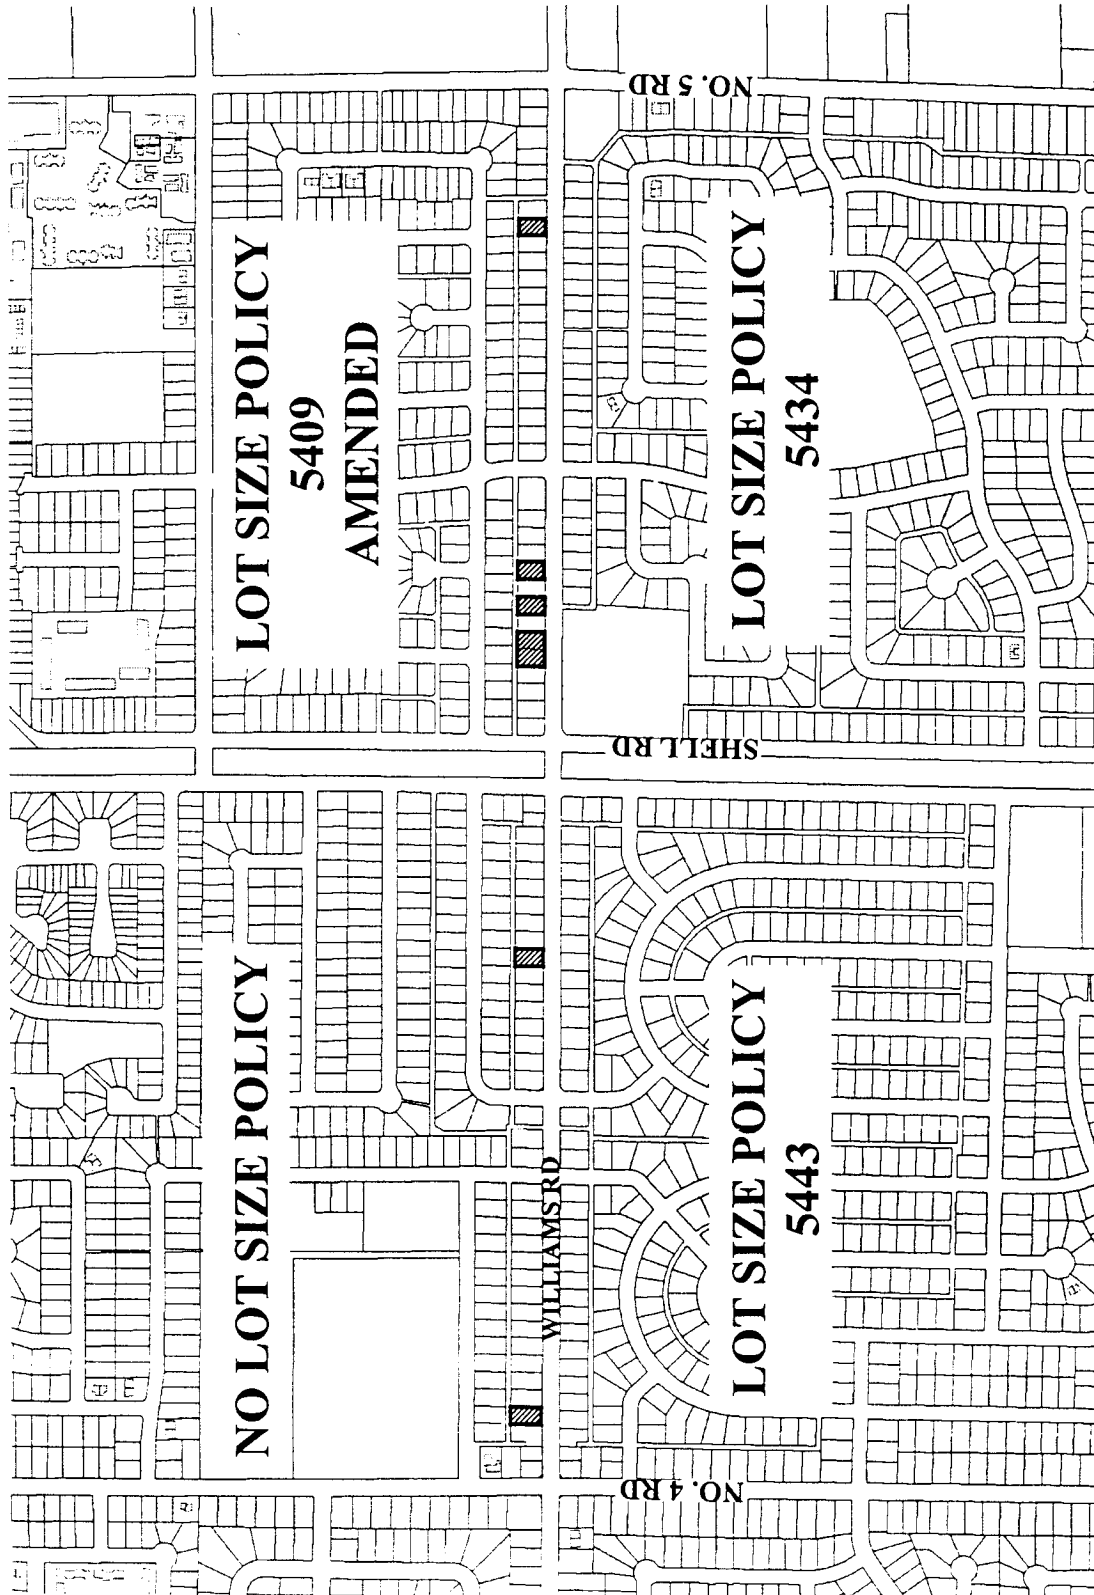 NO. 5 RD
LOT SIZE POLICY
5409
AMENDED
LOT SIZE POLICY
5434
SHELL RD
NO LOT SIZE POLICY
WILLIAMS RD
LOT SIZE POLICY
5443
NO. 4 RD